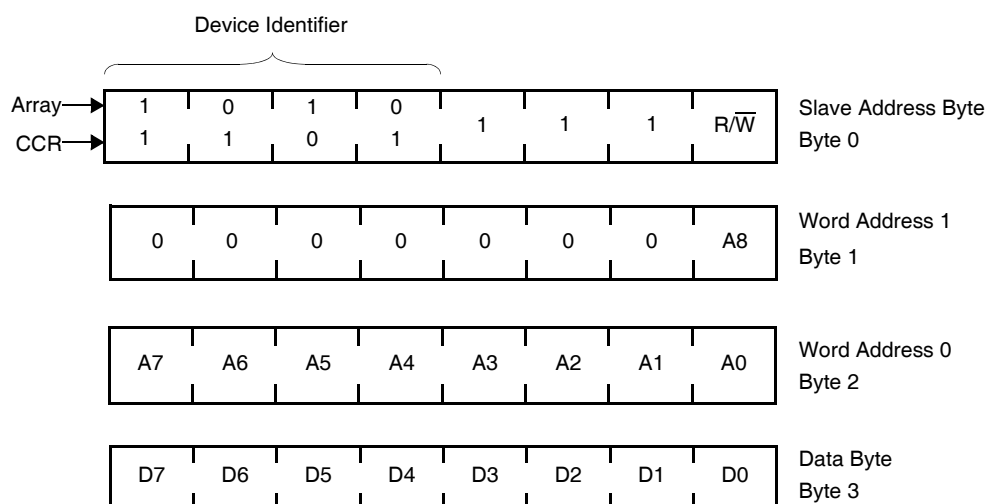 Device Identifier
Array 1 0 1 0 Slave Address Byte
1 1 1 R/W̅
CCR 1 1 0 1 Byte 0
Word Address 1
0 0 0 0 0 0 0 A8
Byte 1
Word Address 0
A7 A6 A5 A4 A3 A2 A1 A0
Byte 2
Data Byte
D7 D6 D5 D4 D3 D2 D1 D0
Byte 3